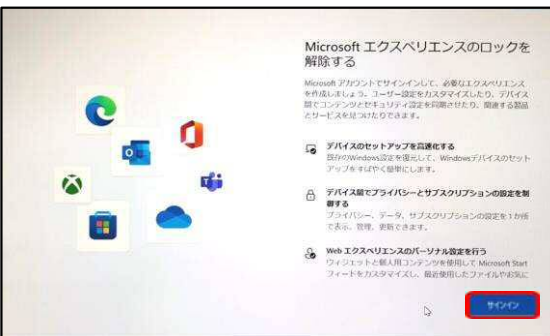 Microsoft エクスペリエンスのロックを
解除する
Microsoft アカウントでサインインして、必要なエクスペリエンス
を作成しましょう。ユーザー設定をカスタマイズしたり、デバイス
間でコンテンツとセキュリティ設定を同期させたり、関連する製品
とサービスを見つけたりできます。
デバイスのセットアップを高速化する
既存のWindows設定を復元して、Windowsデバイスのセット
アップをすばやく簡単にします。
デバイス間でプライバシーとサブスクリプションの設定を制
御する
プライバシー、データ、サブスクリプションの設定を1か所
で表示、管理、更新できます。
Web エクスペリエンスのパーソナル設定を行う
ウィジェットと個人用コンテンツを使用して Microsoft Start
フィードをカスタマイズし、最近使用したファイルやお気に
サインイン